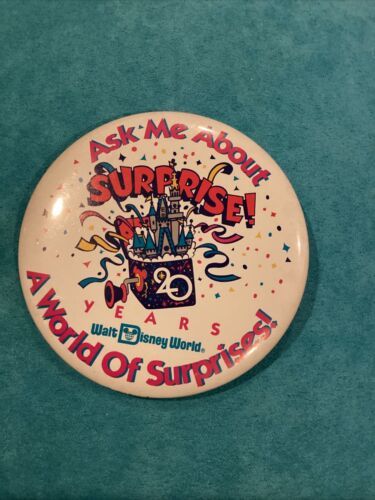 Ask Me About
SURPRISE!
20
YEARS
Walt Disney World®
A World Of Surprises!